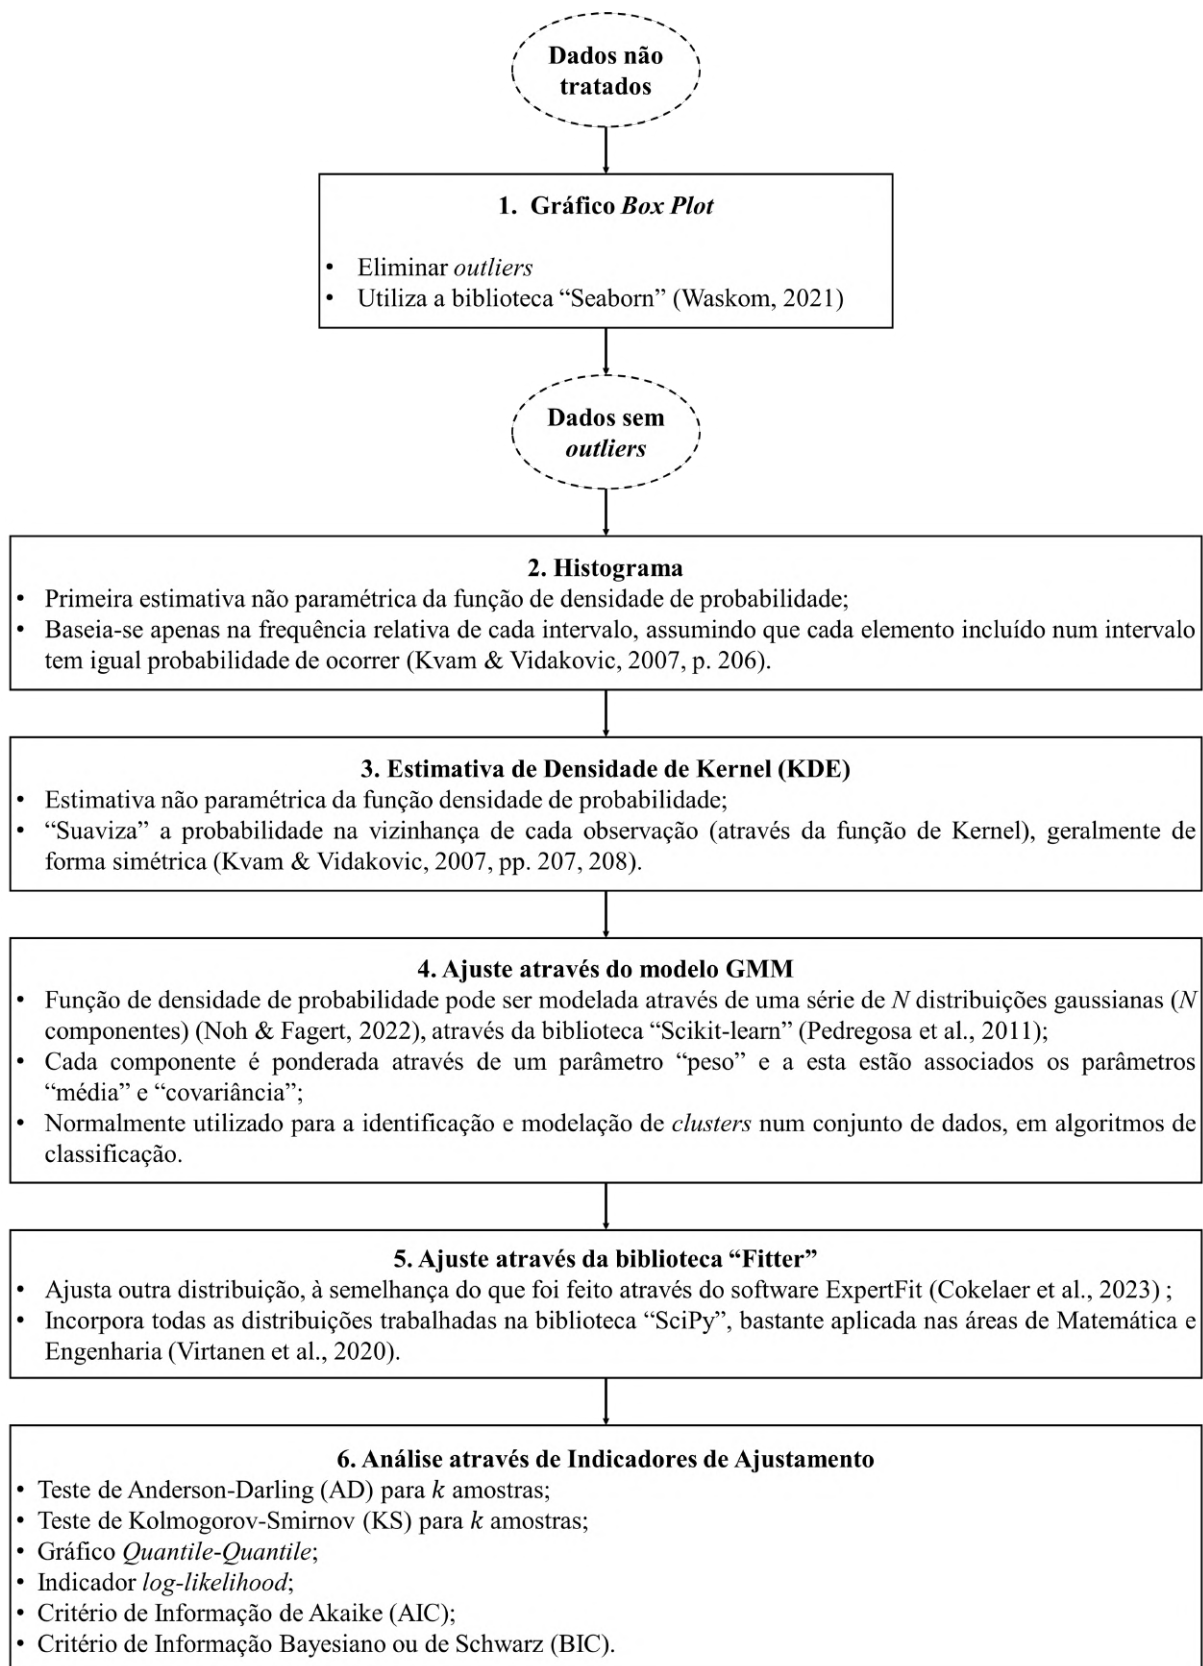 Dados não
tratados
1. Gráfico Box Plot
• Eliminar outliers
• Utiliza a biblioteca “Seaborn” (Waskom, 2021)
Dados sem
outliers
2. Histograma
• Primeira estimativa não paramétrica da função de densidade de probabilidade;
• Baseia-se apenas na frequência relativa de cada intervalo, assumindo que cada elemento incluído num intervalo
tem igual probabilidade de ocorrer (Kvam & Vidakovic, 2007, p. 206).
3. Estimativa de Densidade de Kernel (KDE)
• Estimativa não paramétrica da função densidade de probabilidade;
• “Suaviza” a probabilidade na vizinhança de cada observação (através da função de Kernel), geralmente de
forma simétrica (Kvam & Vidakovic, 2007, pp. 207, 208).
4. Ajuste através do modelo GMM
• Função de densidade de probabilidade pode ser modelada através de uma série de N distribuições gaussianas (N
componentes) (Noh & Fagert, 2022), através da biblioteca “Scikit-learn” (Pedregosa et al., 2011);
• Cada componente é ponderada através de um parâmetro “peso” e a esta estão associados os parâmetros
“média” e “covariância”;
• Normalmente utilizado para a identificação e modelação de clusters num conjunto de dados, em algoritmos de
classificação.
5. Ajuste através da biblioteca “Fitter”
• Ajusta outra distribuição, à semelhança do que foi feito através do software ExpertFit (Cokelaer et al., 2023) ;
• Incorpora todas as distribuições trabalhadas na biblioteca “SciPy”, bastante aplicada nas áreas de Matemática e
Engenharia (Virtanen et al., 2020).
6. Análise através de Indicadores de Ajustamento
• Teste de Anderson-Darling (AD) para k amostras;
• Teste de Kolmogorov-Smirnov (KS) para k amostras;
• Gráfico Quantile-Quantile;
• Indicador log-likelihood;
• Critério de Informação de Akaike (AIC);
• Critério de Informação Bayesiano ou de Schwarz (BIC).